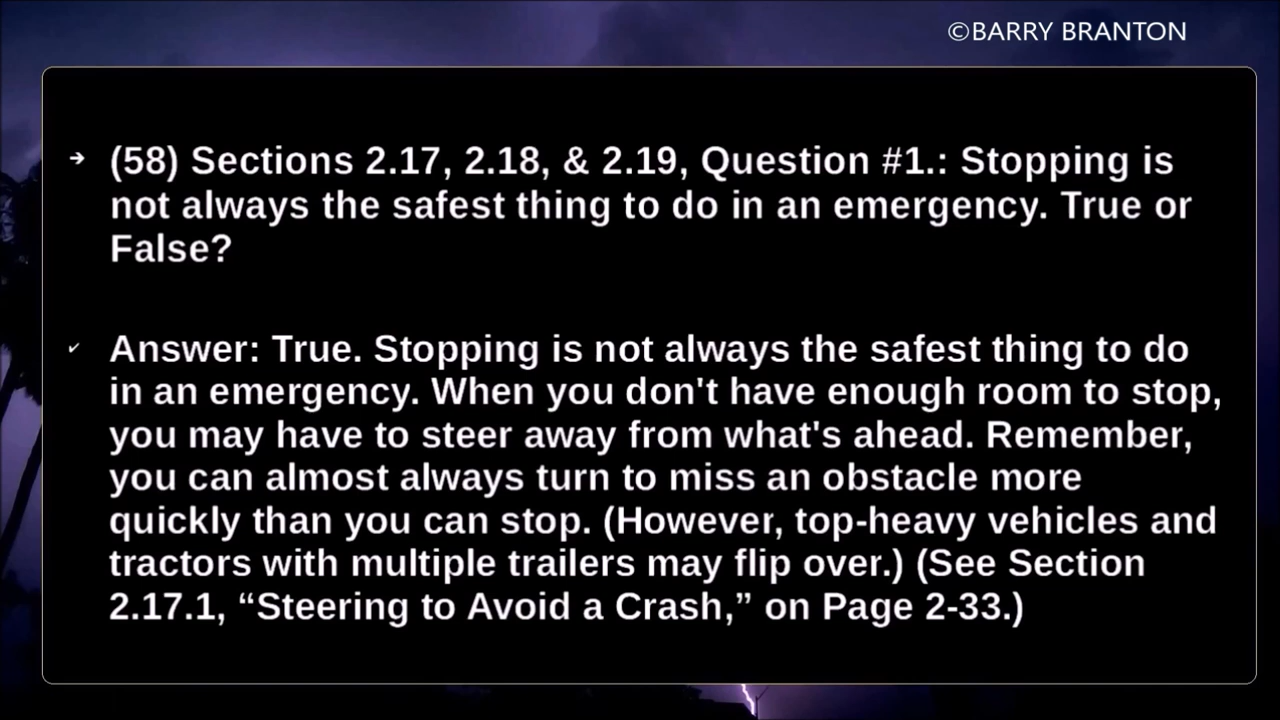 ©BARRY BRANTON
➔ (58) Sections 2.17, 2.18, & 2.19, Question #1.: Stopping is
not always the safest thing to do in an emergency. True or
False?
✓ Answer: True. Stopping is not always the safest thing to do
in an emergency. When you don't have enough room to stop,
you may have to steer away from what's ahead. Remember,
you can almost always turn to miss an obstacle more
quickly than you can stop. (However, top-heavy vehicles and
tractors with multiple trailers may flip over.) (See Section
2.17.1, “Steering to Avoid a Crash,” on Page 2-33.)